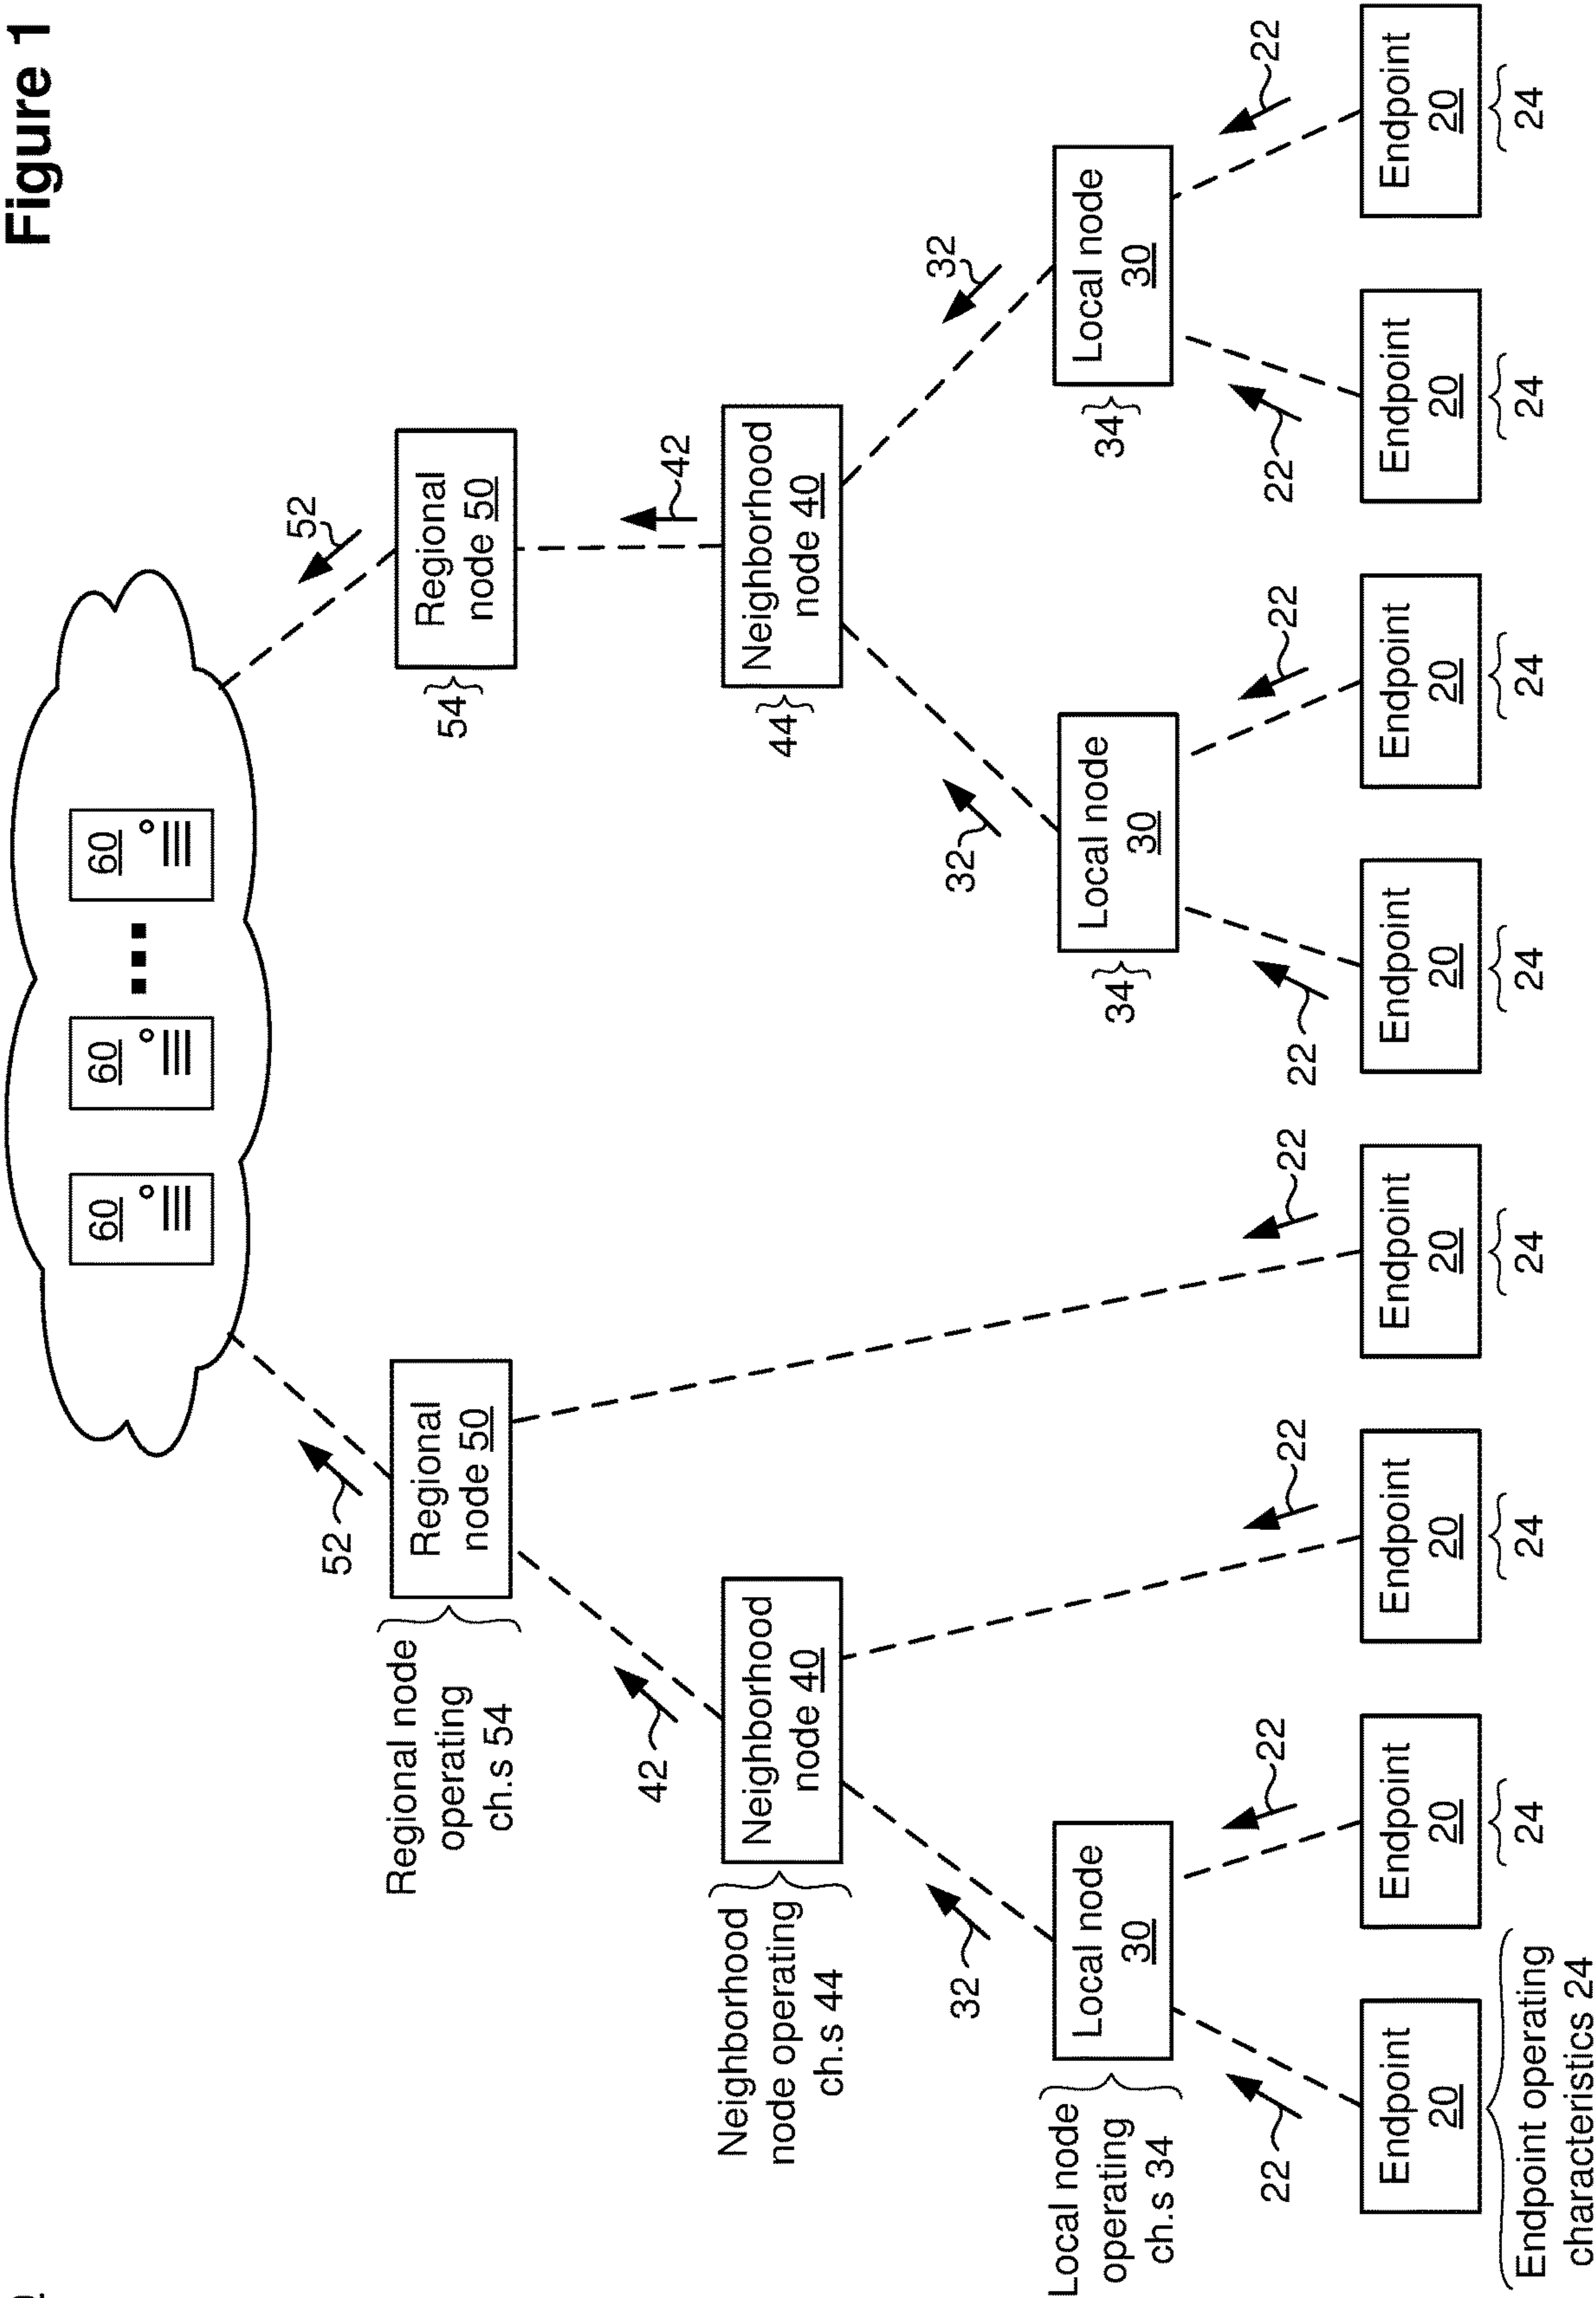 Figure 1
60
60
60
52
52
Regional node
operating
ch.s 54
Regional
node 50
54
Regional
node 50
42
42
Neighborhood
node operating
ch.s 44
Neighborhood
node 40
44
Neighborhood
node 40
32
32
32
Local node
operating
ch.s 34
Local node
30
34
Local node
30
34
Local node
30
22
22
22
22
22
22
22
22
Endpoint
20
Endpoint
20
Endpoint
20
Endpoint
20
Endpoint
20
Endpoint
20
Endpoint
20
Endpoint
20
Endpoint operating
characteristics 24
24
24
24
24
24
24
24